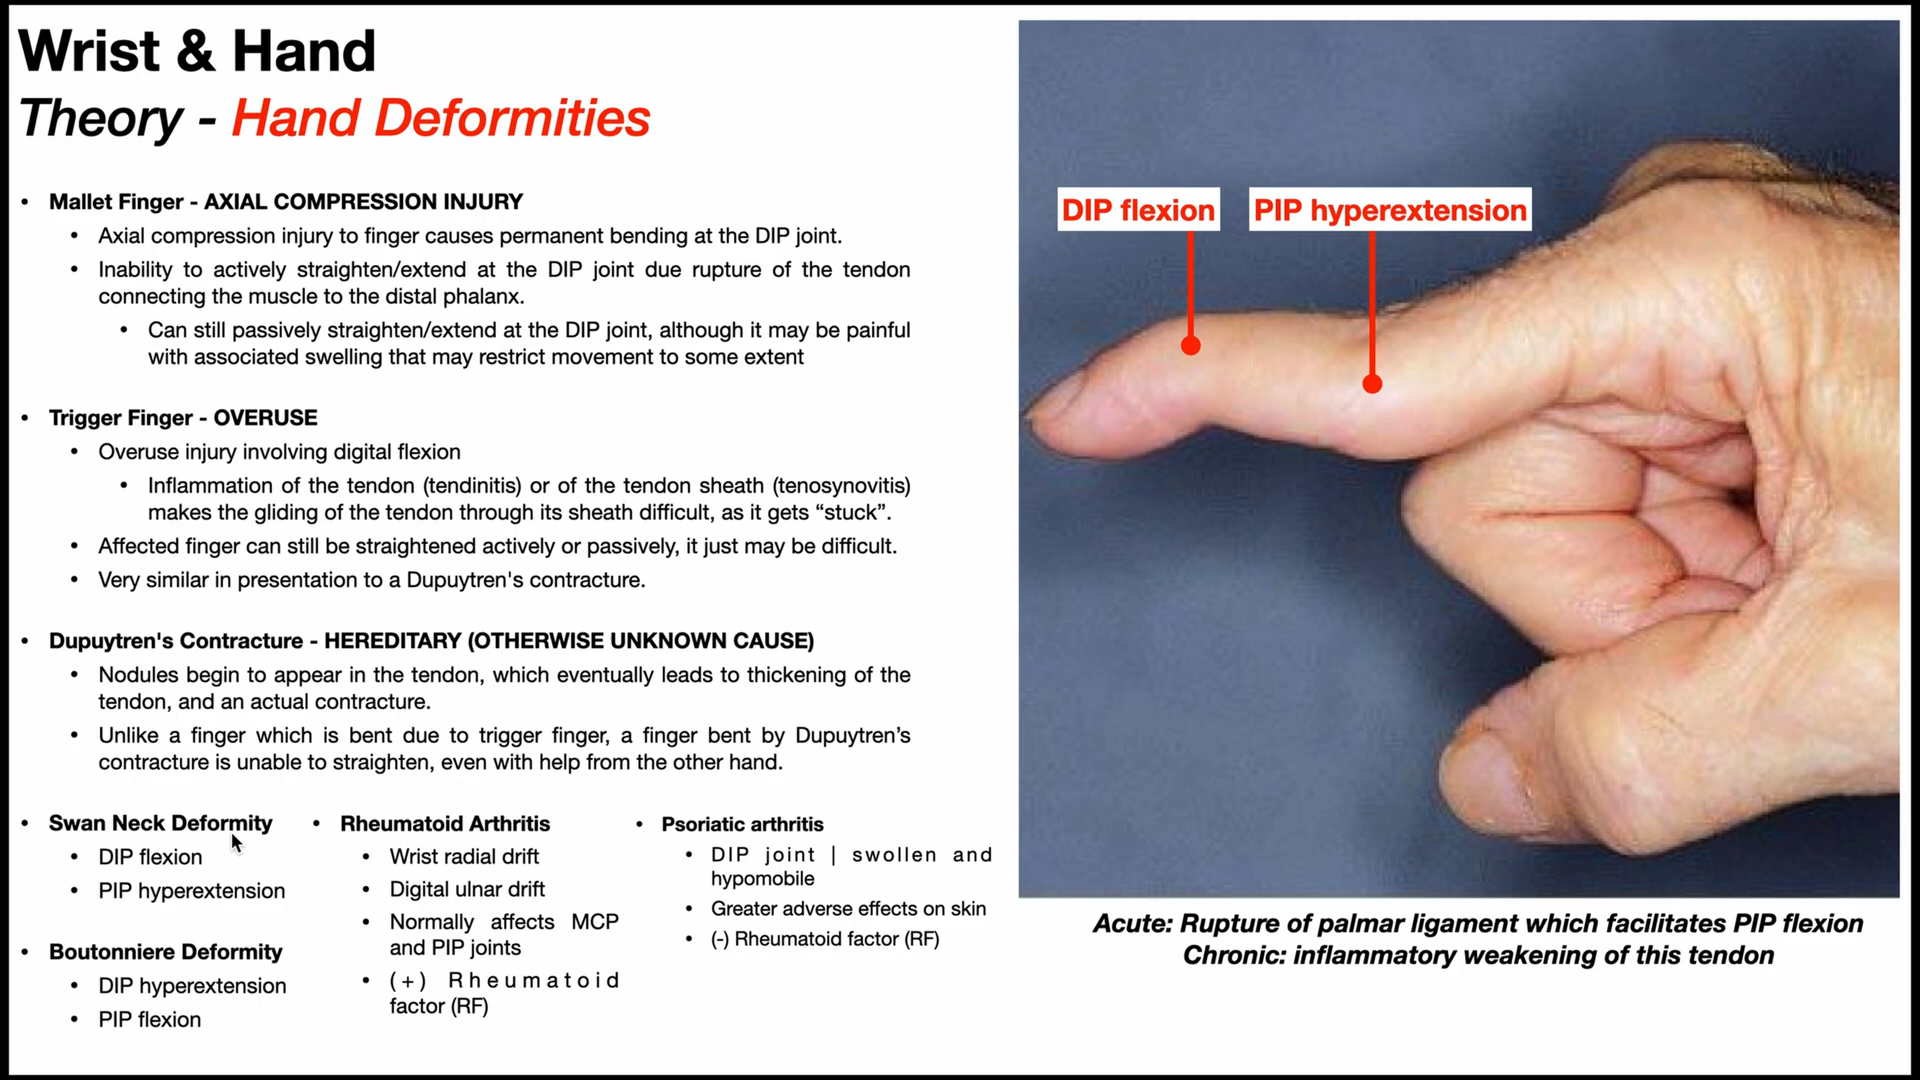 Wrist & Hand
Theory - Hand Deformities
• Mallet Finger - AXIAL COMPRESSION INJURY
• Axial compression injury to finger causes permanent bending at the DIP joint.
• Inability to actively straighten/extend at the DIP joint due rupture of the tendon
connecting the muscle to the distal phalanx.
• Can still passively straighten/extend at the DIP joint, although it may be painful
with associated swelling that may restrict movement to some extent
• Trigger Finger - OVERUSE
• Overuse injury involving digital flexion
• Inflammation of the tendon (tendinitis) or of the tendon sheath (tenosynovitis)
makes the gliding of the tendon through its sheath difficult, as it gets “stuck”.
• Affected finger can still be straightened actively or passively, it just may be difficult.
• Very similar in presentation to a Dupuytren's contracture.
• Dupuytren's Contracture - HEREDITARY (OTHERWISE UNKNOWN CAUSE)
• Nodules begin to appear in the tendon, which eventually leads to thickening of the
tendon, and an actual contracture.
• Unlike a finger which is bent due to trigger finger, a finger bent by Dupuytren’s
contracture is unable to straighten, even with help from the other hand.
• Swan Neck Deformity
• DIP flexion
• PIP hyperextension
• Boutonniere Deformity
• DIP hyperextension
• PIP flexion
• Rheumatoid Arthritis
• Wrist radial drift
• Digital ulnar drift
• Normally affects MCP
and PIP joints
• (+) Rheumatoid
factor (RF)
• Psoriatic arthritis
• DIP joint | swollen and
hypomobile
• Greater adverse effects on skin
• (-) Rheumatoid factor (RF)
DIP flexion
PIP hyperextension
Acute: Rupture of palmar ligament which facilitates PIP flexion
Chronic: inflammatory weakening of this tendon